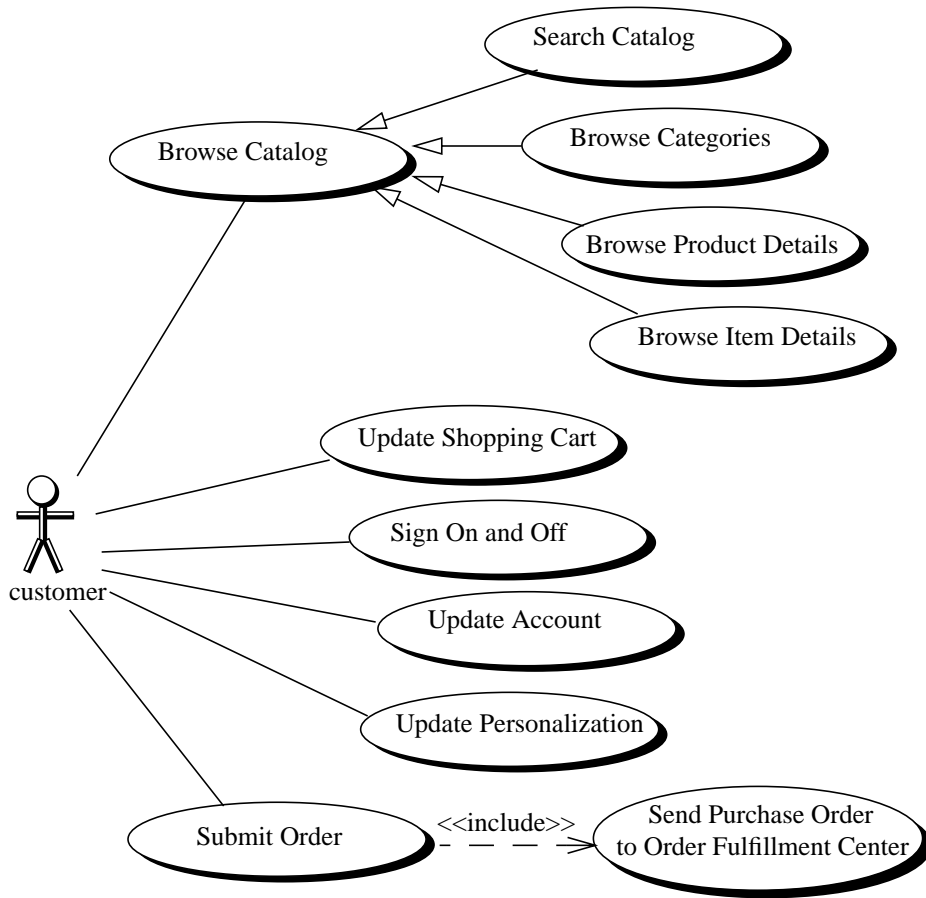 Search Catalog
Browse Catalog
Browse Categories
Browse Product Details
Browse Item Details
Update Shopping Cart
Sign On and Off
customer
Update Account
Update Personalization
Submit Order
<<include>>
Send Purchase Order
to Order Fulfillment Center